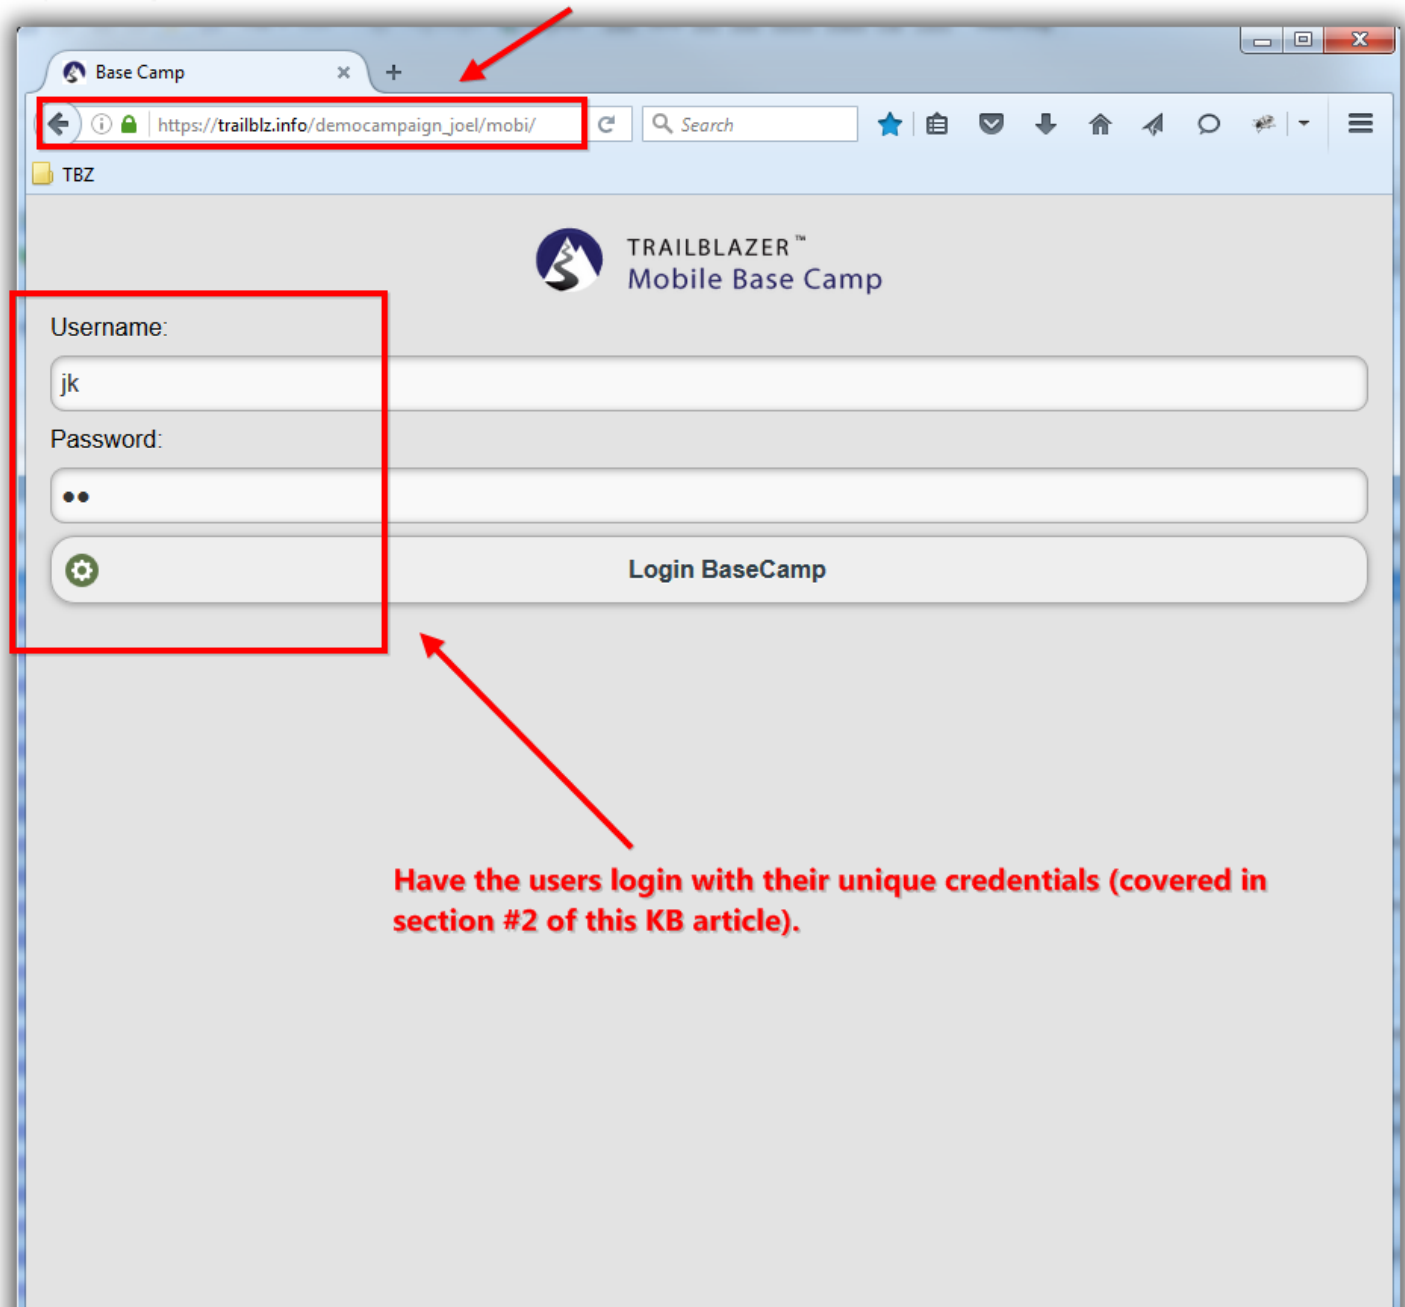 Base Camp
https://trailblz.info/democampaign_joel/mobi/
Search
TBZ
TRAILBLAZER™
Mobile Base Camp
Username:
jk
Password:
Login BaseCamp
Have the users login with their unique credentials (covered in
section #2 of this KB article).